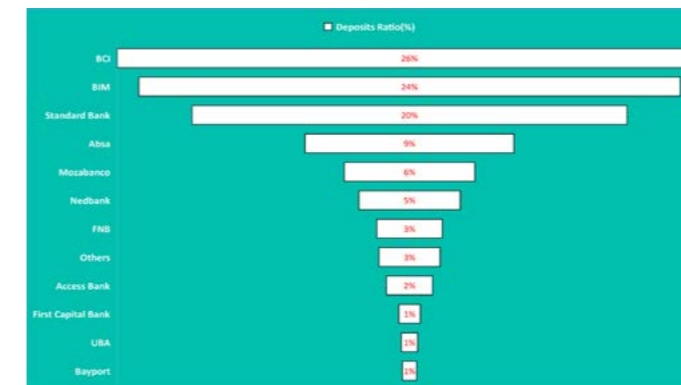 Deposits Ratio(%)
BCI 26%
BIM 24%
Standard Bank 20%
Absa 9%
Mozabanco 6%
Nedbank 5%
FNB 3%
Others 3%
Access Bank 2%
First Capital Bank 1%
UBA 1%
Bayport 1%